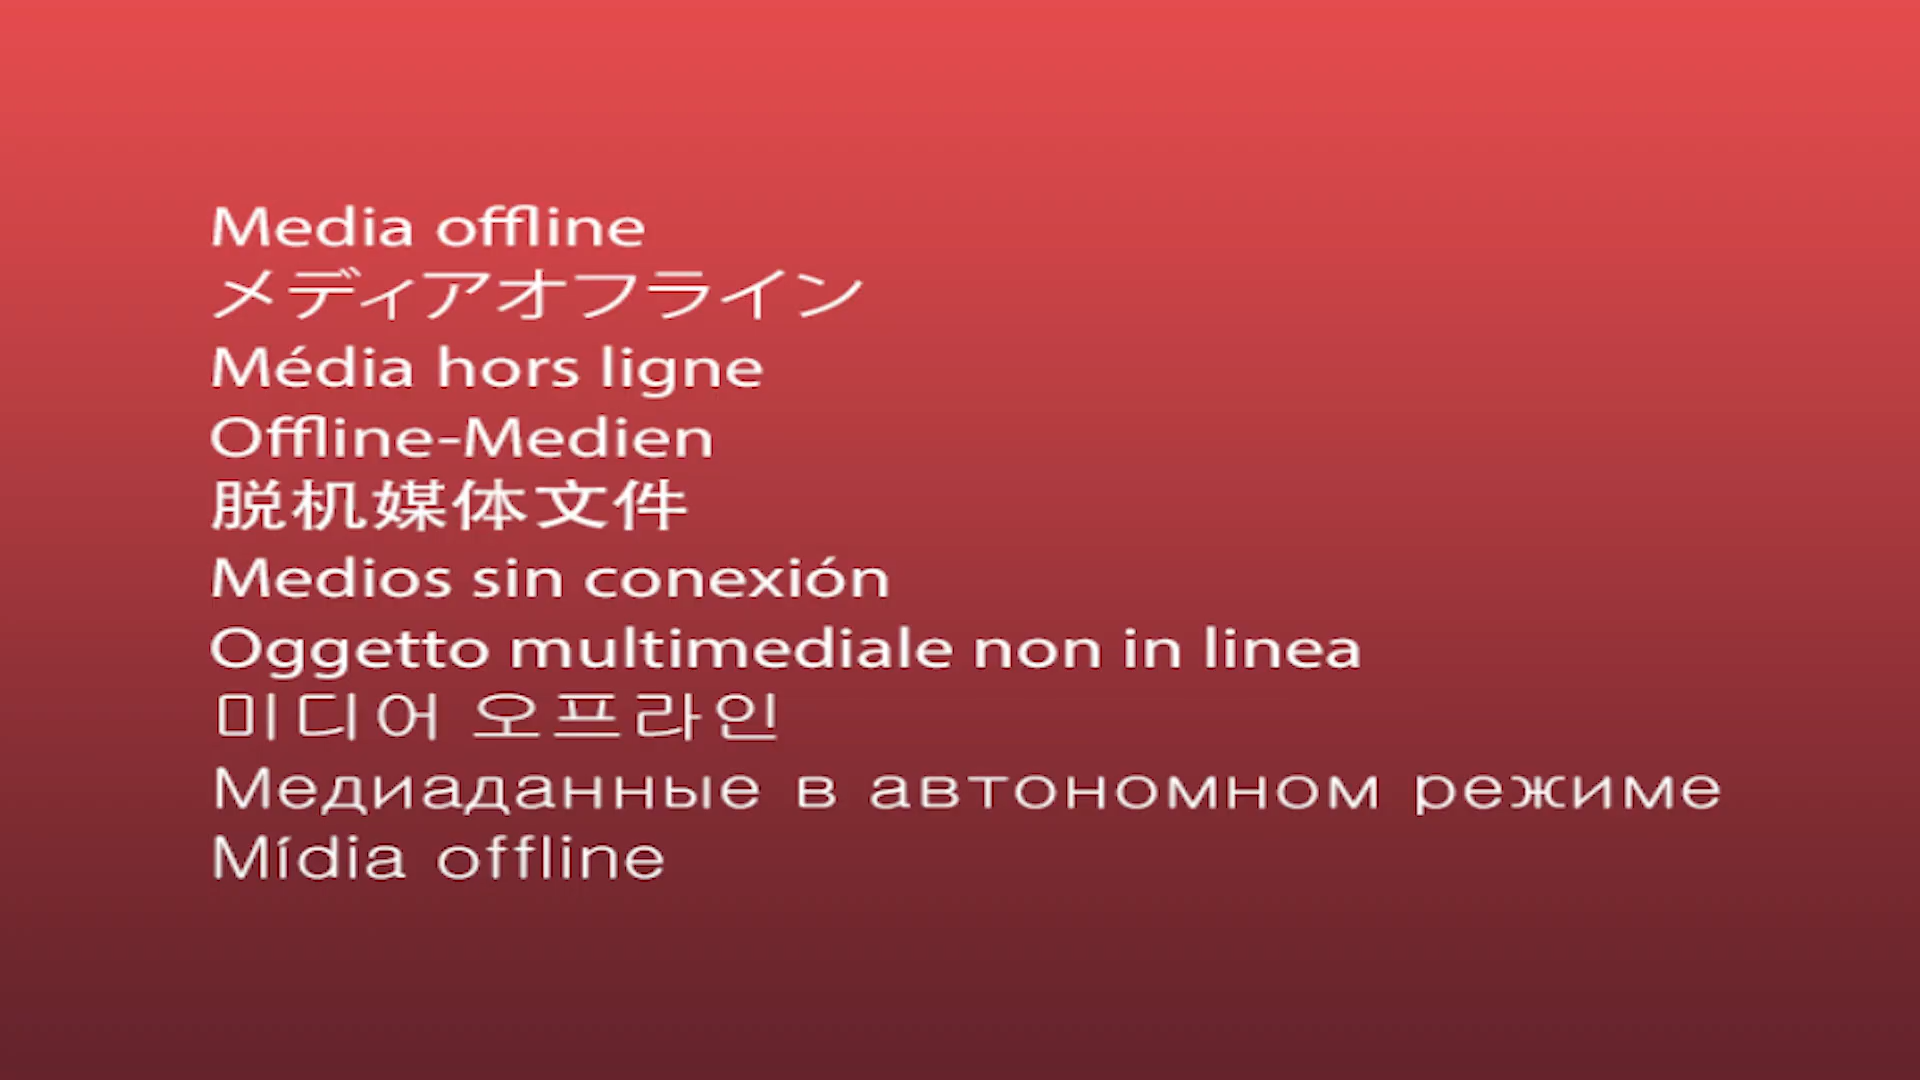 Media offline
メディアオフライン
Média hors ligne
Offline-Medien
脱机媒体文件
Medios sin conexión
Oggetto multimediale non in linea
미디어 오프라인
Медиаданные в автономном режиме
Mídia offline